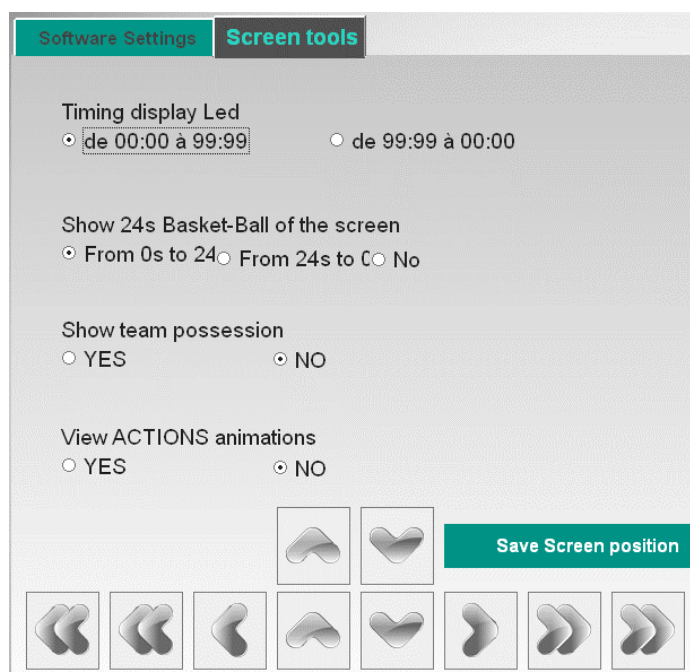 Software Settings Screen tools
Timing display Led
de 00:00 à 99:99 de 99:99 à 00:00
Show 24s Basket-Ball of the screen
From 0s to 24 From 24s to No
Show team possession
YES NO
View ACTIONS animations
YES NO
Save Screen position